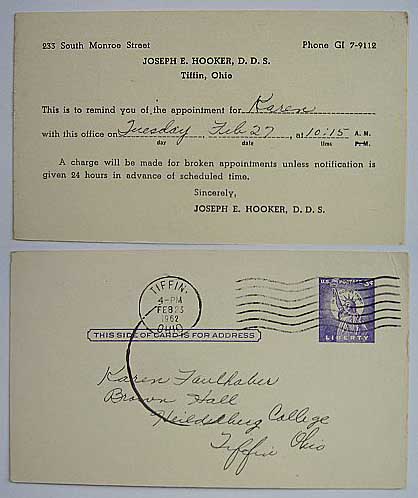 233 South Monroe Street Phone GI 7-9112
JOSEPH E. HOOKER, D. D. S.
Tiffin, Ohio
This is to remind you of the appointment for Karen
with this office on Tuesday, Feb 27, at 10:15 A. M.
day date time P. M.
A charge will be made for broken appointments unless notification is
given 24 hours in advance of scheduled time.
Sincerely,
JOSEPH E. HOOKER, D. D. S.
TIFFIN,
4-PM
FEB 23
1962
OHIO
U.S. POSTAGE 3¢
LIBERTY
THIS SIDE OF CARD IS FOR ADDRESS
Karen Faulhaber
Brown Hall
Heildelberg College
Tiffin Ohio